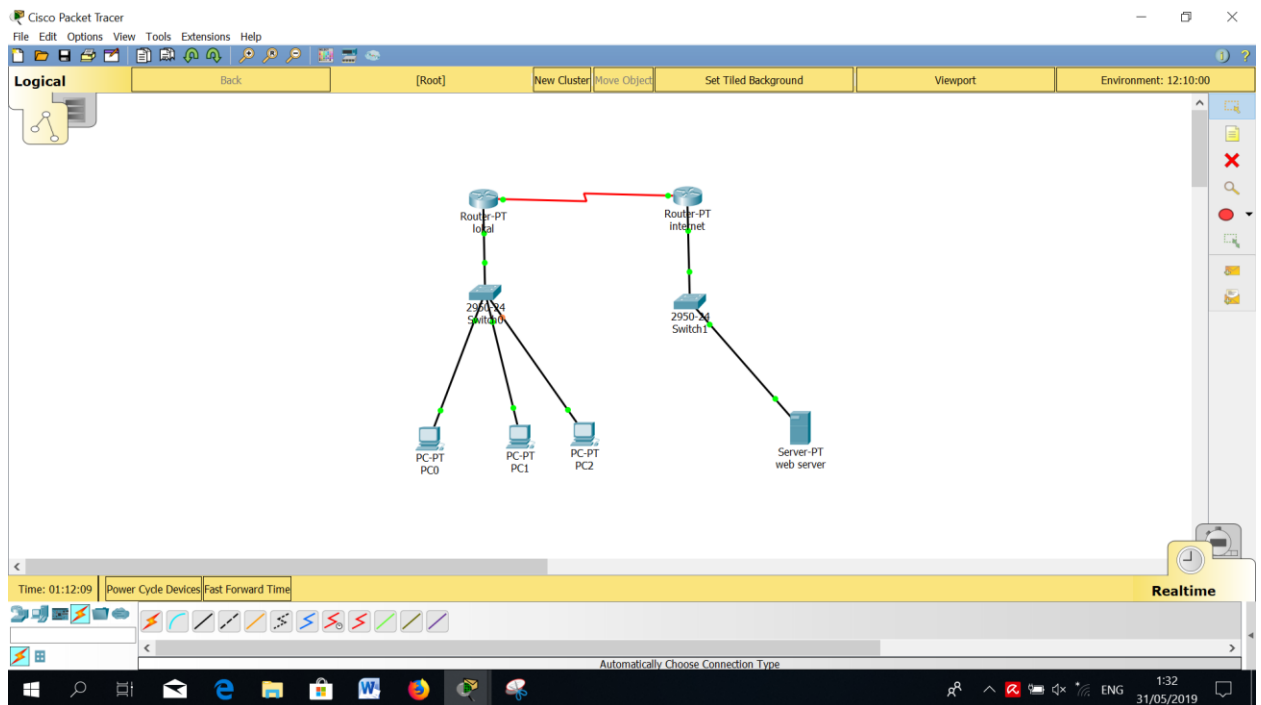 Cisco Packet Tracer
File Edit Options View Tools Extensions Help
Logical Back [Root] New Cluster Move Object Set Tiled Background Viewport Environment: 12:10:00
Router-PT
local
Router-PT
internet
2950-24
Switch0
2950-24
Switch1
PC-PT
PC0
PC-PT
PC1
PC-PT
PC2
Server-PT
web server
Time: 01:12:09 Power Cycle Devices Fast Forward Time Realtime
Automatically Choose Connection Type
ENG 1:32
31/05/2019